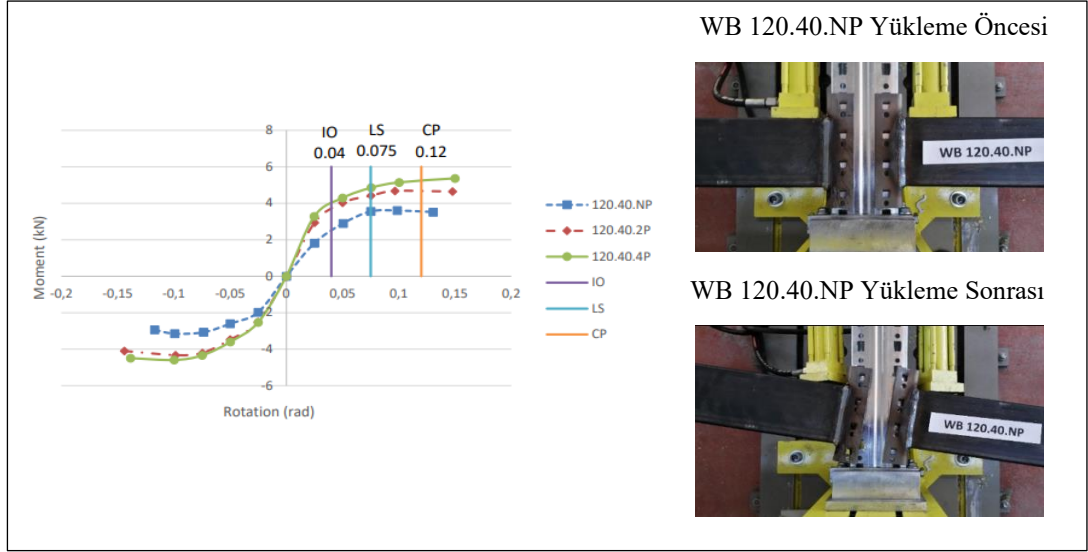 8
6
4
2
0
-2
-4
-6
-0,2
-0,15
-0,1
-0,05
0
0,05
0,1
0,15
0,2
Moment (kN)
Rotation (rad)
IO
0.04
LS
0.075
CP
0.12
120.40.NP
120.40.2P
120.40.4P
IO
LS
CP
WB 120.40.NP Yükleme Öncesi
WB 120.40.NP
WB 120.40.NP Yükleme Sonrası
WB 120.40.NP